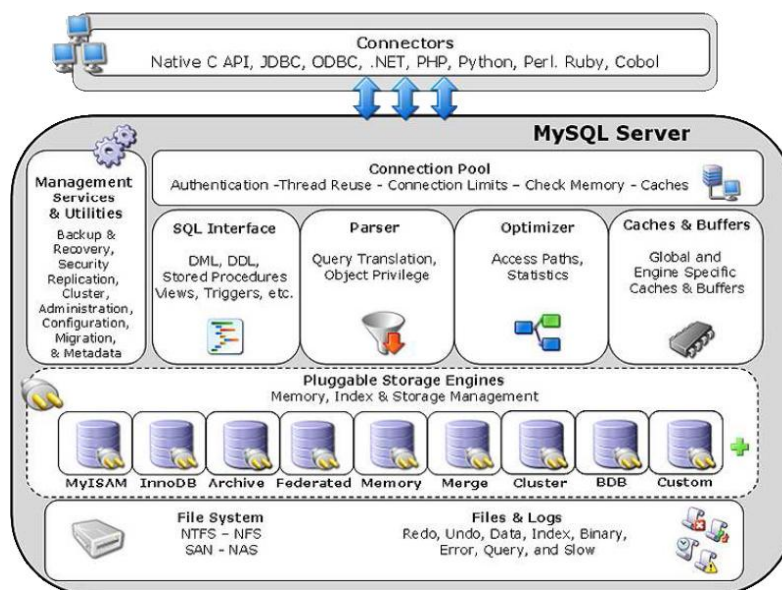 Connectors
Native C API, JDBC, ODBC, .NET, PHP, Python, Perl. Ruby, Cobol
MySQL Server
Management
Services
& Utilities
Backup &
Recovery,
Security
Replication,
Cluster,
Administration,
Configuration,
Migration,
& Metadata
Connection Pool
Authentication -Thread Reuse - Connection Limits – Check Memory - Caches
SQL Interface
DML, DDL,
Stored Procedures
Views, Triggers, etc.
Parser
Query Translation,
Object Privilege
Optimizer
Access Paths,
Statistics
Caches & Buffers
Global and
Engine Specific
Caches & Buffers
Pluggable Storage Engines
Memory, Index & Storage Management
MyISAM
InnoDB
Archive
Federated
Memory
Merge
Cluster
BDB
Custom
File System
NTFS – NFS
SAN - NAS
Files & Logs
Redo, Undo, Data, Index, Binary,
Error, Query, and Slow